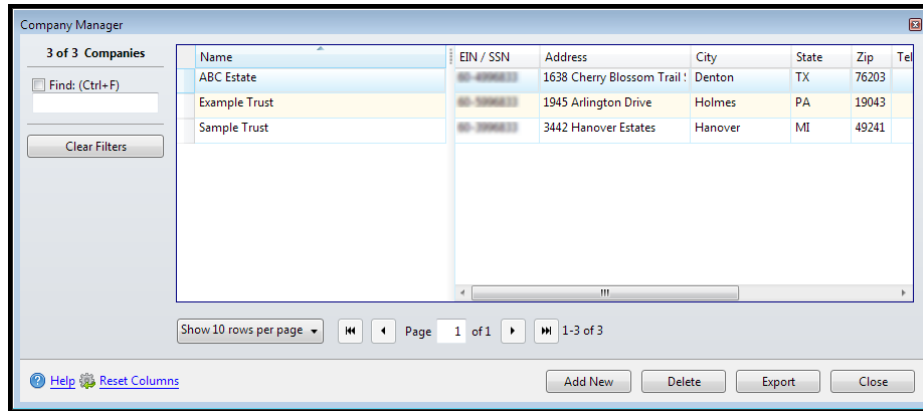 Company Manager
3 of 3 Companies
Find: (Ctrl+F)
Clear Filters
Name EIN / SSN Address City State Zip Tel
ABC Estate 1638 Cherry Blossom Trail Denton TX 76203
Example Trust 1945 Arlington Drive Holmes PA 19043
Sample Trust 3442 Hanover Estates Hanover MI 49241
Show 10 rows per page Page 1 of 1 1-3 of 3
Help Reset Columns Add New Delete Export Close